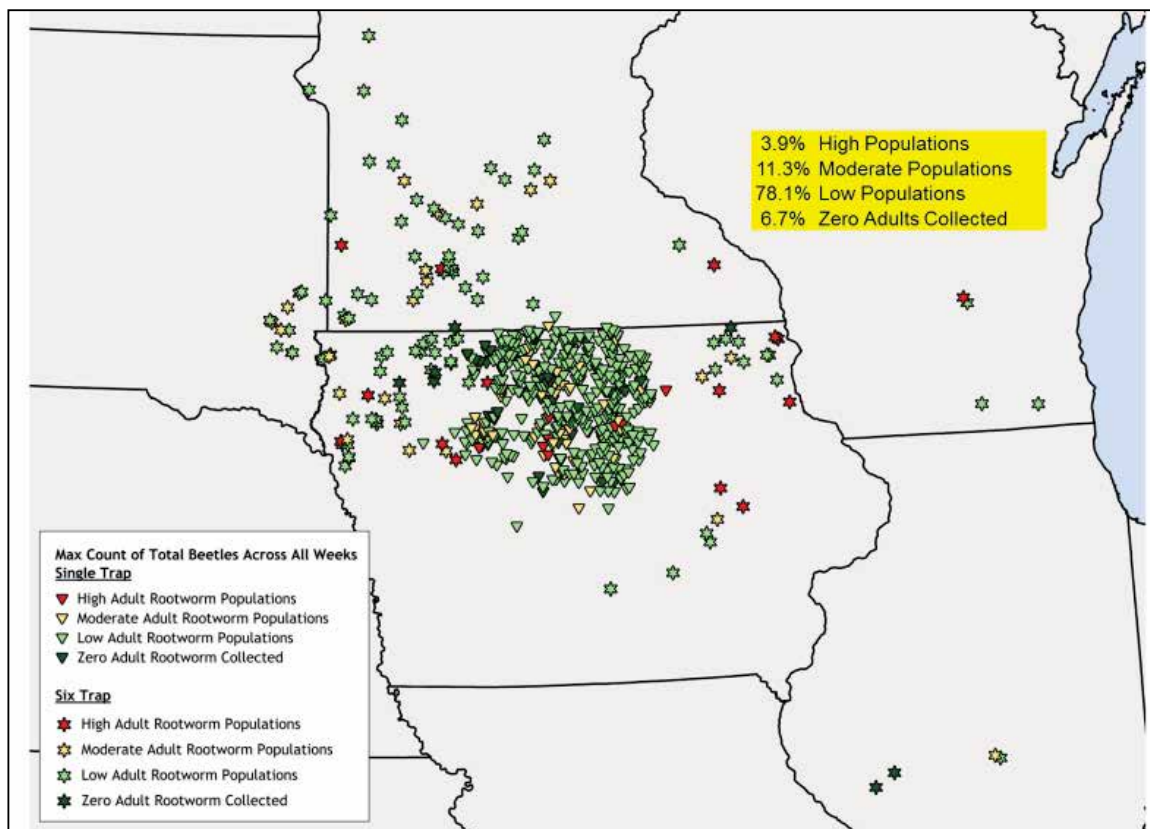 3.9% High Populations
11.3% Moderate Populations
78.1% Low Populations
6.7% Zero Adults Collected
Max Count of Total Beetles Across All Weeks
Single Trap
High Adult Rootworm Populations
Moderate Adult Rootworm Populations
Low Adult Rootworm Populations
Zero Adult Rootworm Collected
Six Trap
High Adult Rootworm Populations
Moderate Adult Rootworm Populations
Low Adult Rootworm Populations
Zero Adult Rootworm Collected